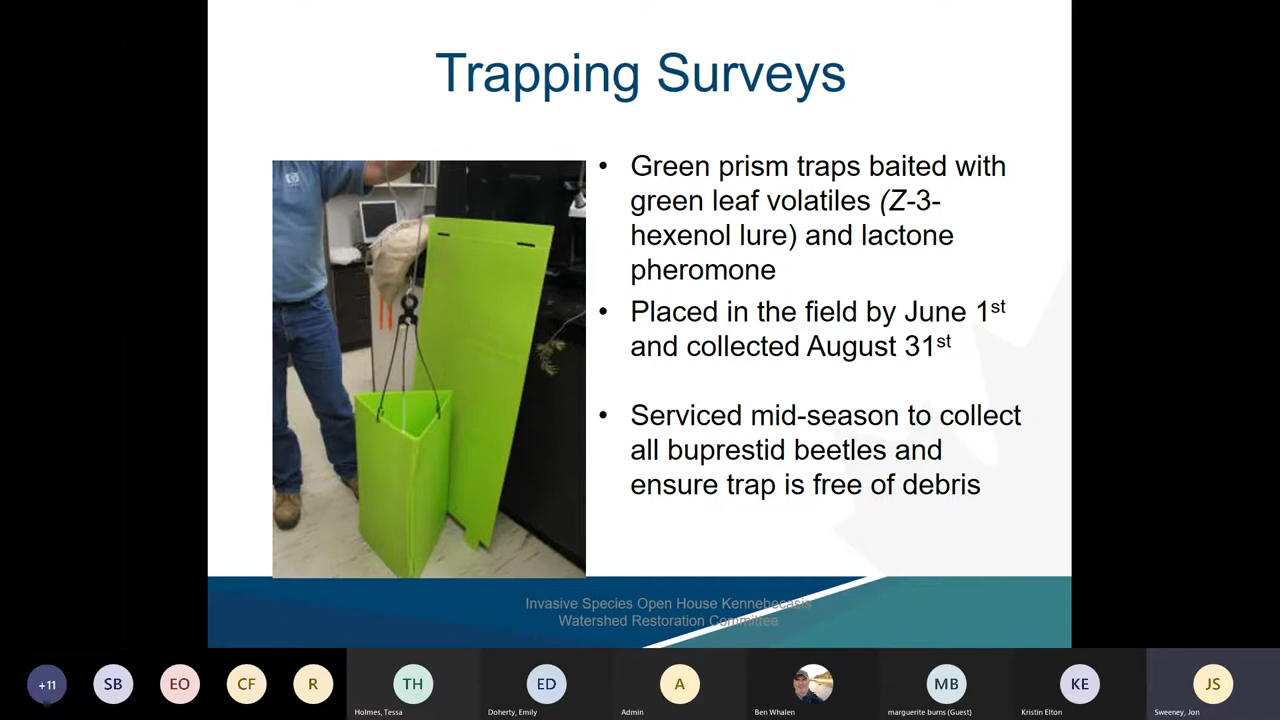 Trapping Surveys
• Green prism traps baited with
green leaf volatiles (Z-3-
hexenol lure) and lactone
pheromone
• Placed in the field by June 1st
and collected August 31st
• Serviced mid-season to collect
all buprestid beetles and
ensure trap is free of debris
Invasive Species Open House Kennebecasis
Watershed Restoration Committee
+11
SB
EO
CF
R
TH
ED
A
MB
KE
JS
Holmes, Tessa
Doherty, Emily
Admin
Ben Whalen
marguerite burns (Guest)
Kristin Elton
Sweeney, Jon